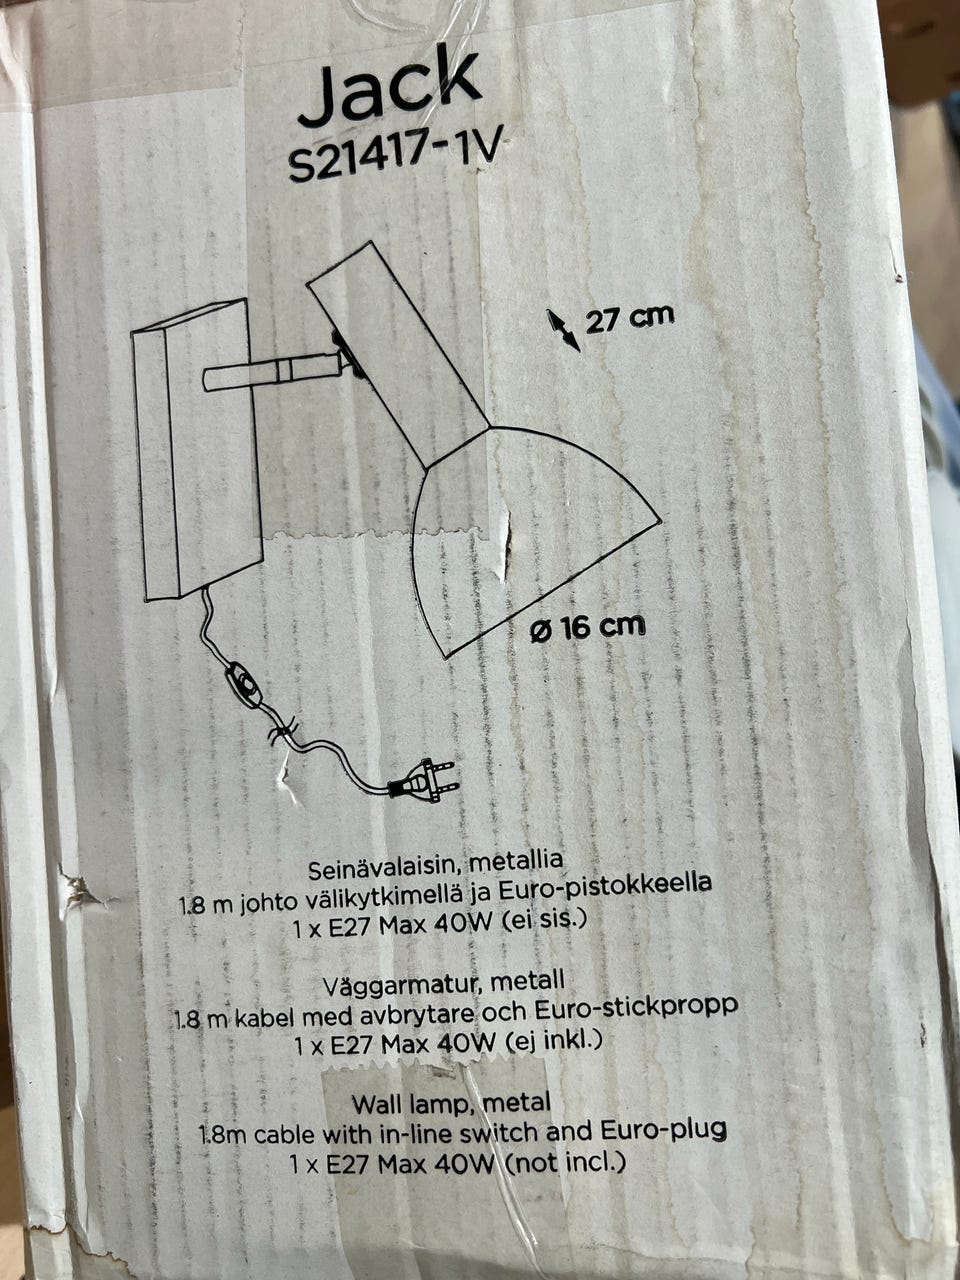 Jack
S21417-1V
27 cm
Ø 16 cm
Seinävalaisin, metallia
1.8 m johto välikytkimellä ja Euro-pistokkeella
1 x E27 Max 40W (ei sis.)
Väggarmatur, metall
1.8 m kabel med avbrytare och Euro-stickpropp
1 x E27 Max 40W (ej inkl.)
Wall lamp, metal
1.8m cable with in-line switch and Euro-plug
1 x E27 Max 40W (not incl.)